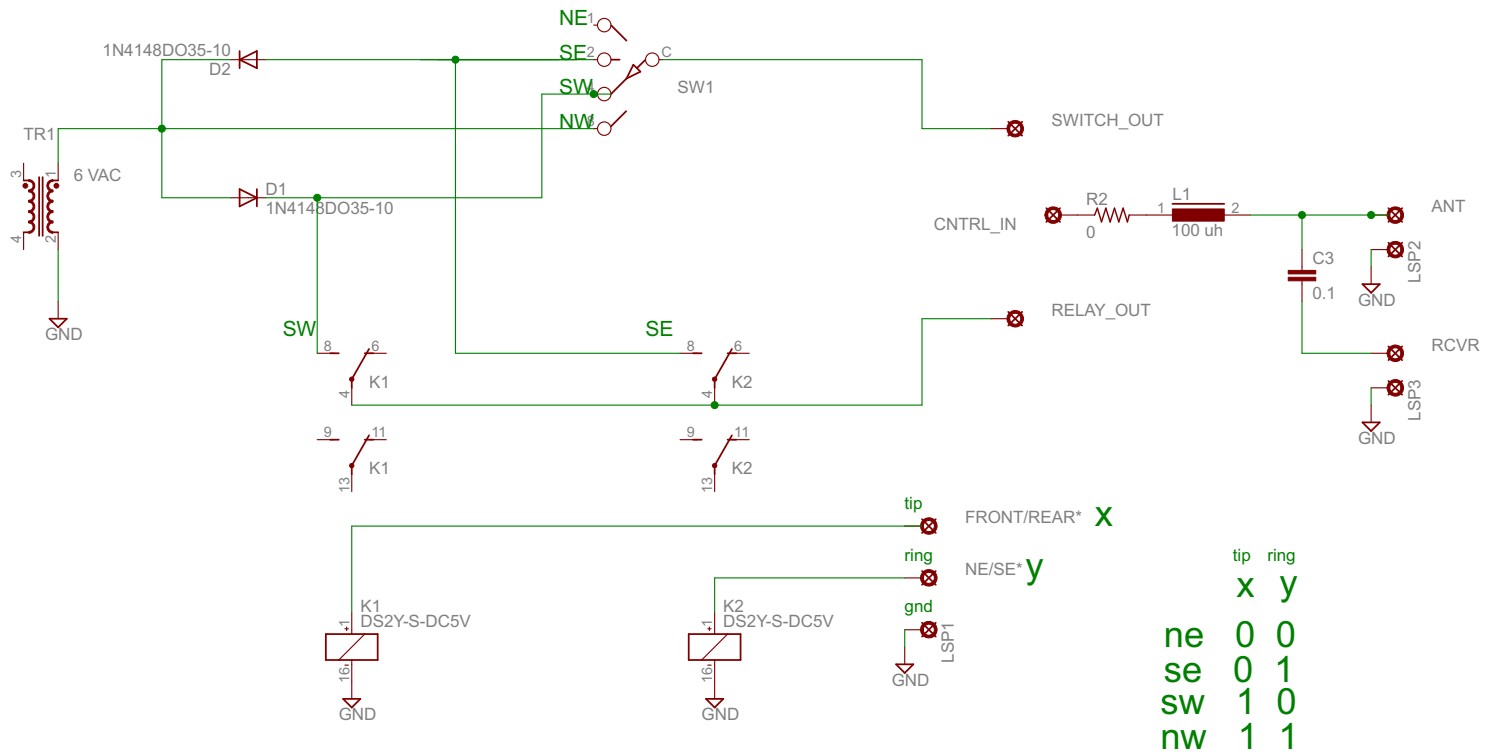 NE 1
1N4148DO35-10
D2
SE 2
C
SW
SW1
NW
TR1
SWITCH_OUT
3 1 6 VAC
4 2
D1
1N4148DO35-10
R2
0
CNTRL_IN
1 L1 2
100 uh
ANT
LSP2
C3
0.1
GND
RELAY_OUT
GND
SW
SE
RCVR
8 6
K1
4
8 6
K2
4
LSP3
GND
9 11
K1
13
9 11
K2
13
tip
FRONT/REAR* x
ring
NE/SE* y
tip ring
x y
gnd
LSP1
GND
K1
DS2Y-S-DC5V
1
16
GND
K2
DS2Y-S-DC5V
1
16
GND
ne 0 0
se 0 1
sw 1 0
nw 1 1